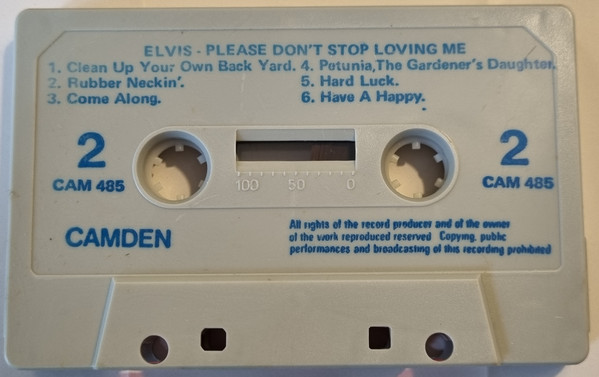 ELVIS - PLEASE DON'T STOP LOVING ME
1. Clean Up Your Own Back Yard. 4. Petunia,The Gardener's Daughter.
2. Rubber Neckin'. 5. Hard Luck.
3. Come Along. 6. Have A Happy.
2 2
CAM 485 CAM 485
100 50 0
CAMDEN
All rights of the record producer and of the owner
of the work reproduced reserved Copying, public
performances and broadcasting of this recording prohibited